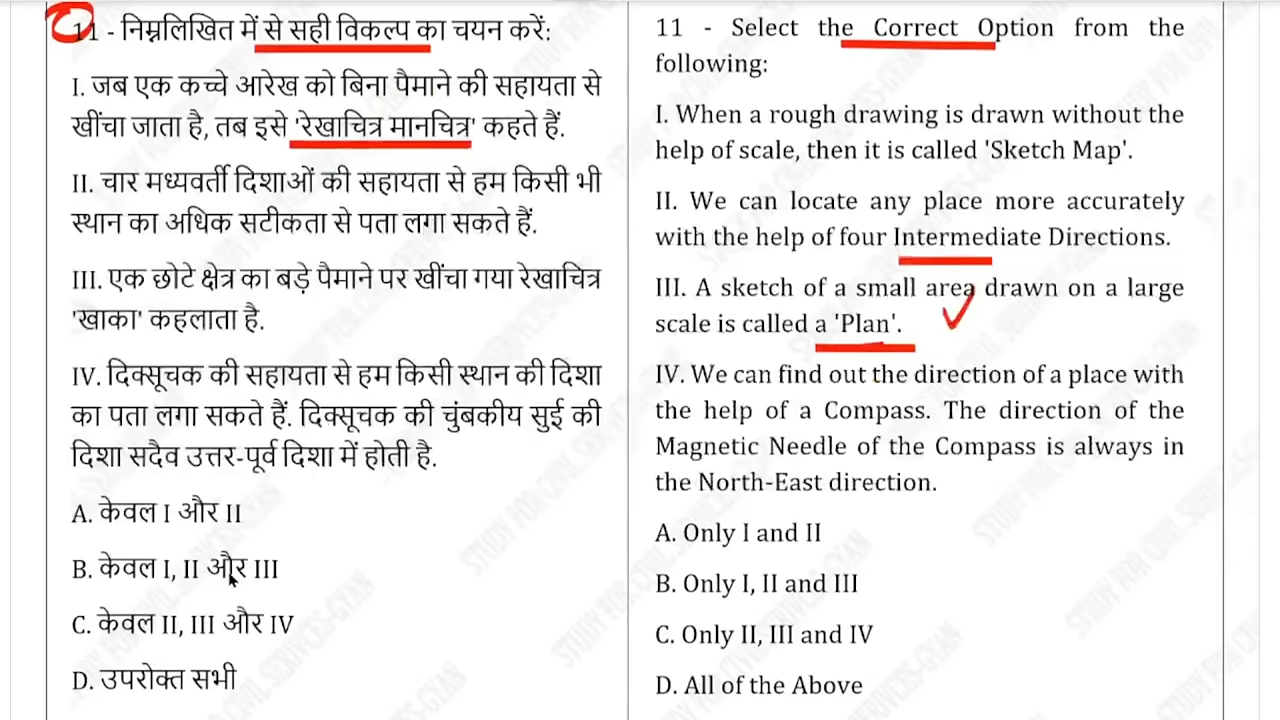 11 - निम्नलिखित में से सही विकल्प का चयन करें:
I. जब एक कच्चे आरेख को बिना पैमाने की सहायता से
खींचा जाता है, तब इसे 'रेखाचित्र मानचित्र' कहते हैं.
II. चार मध्यवर्ती दिशाओं की सहायता से हम किसी भी
स्थान का अधिक सटीकता से पता लगा सकते हैं.
III. एक छोटे क्षेत्र का बड़े पैमाने पर खींचा गया रेखाचित्र
'खाका' कहलाता है.
IV. दिक्सूचक की सहायता से हम किसी स्थान की दिशा
का पता लगा सकते हैं. दिक्सूचक की चुंबकीय सुई की
दिशा सदैव उत्तर-पूर्व दिशा में होती है.
A. केवल I और II
B. केवल I, II और III
C. केवल II, III और IV
D. उपरोक्त सभी
11 - Select the Correct Option from the
following:
I. When a rough drawing is drawn without the
help of scale, then it is called 'Sketch Map'.
II. We can locate any place more accurately
with the help of four Intermediate Directions.
III. A sketch of a small area drawn on a large
scale is called a 'Plan'.
IV. We can find out the direction of a place with
the help of a Compass. The direction of the
Magnetic Needle of the Compass is always in
the North-East direction.
A. Only I and II
B. Only I, II and III
C. Only II, III and IV
D. All of the Above